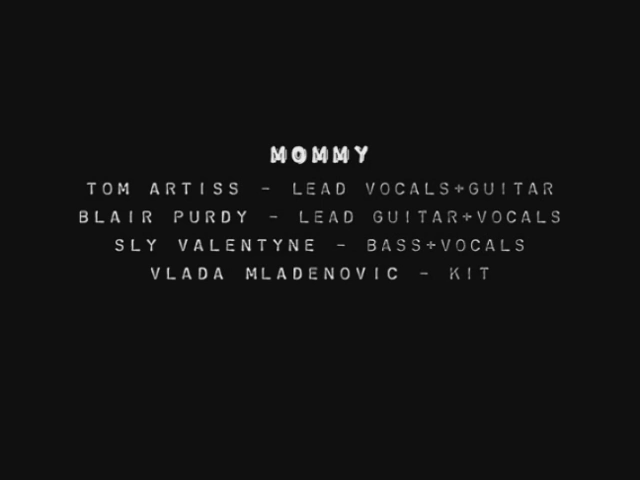 MOMMY
TOM ARTISS - LEAD VOCALS+GUITAR
BLAIR PURDY - LEAD GUITAR+VOCALS
SLY VALENTYNE - BASS+VOCALS
VLADA MLADENOVIC - KIT